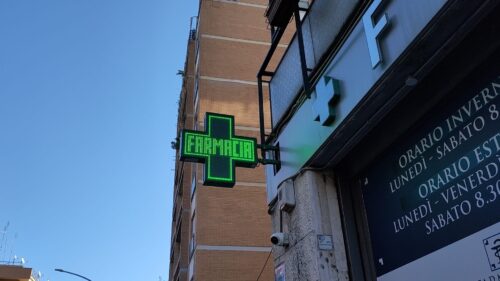 FARMACIA
F
ORARIO INVERN
LUNEDÌ - SABATO 8
ORARIO EST
LUNEDÌ - VENERD
SABATO 8.30